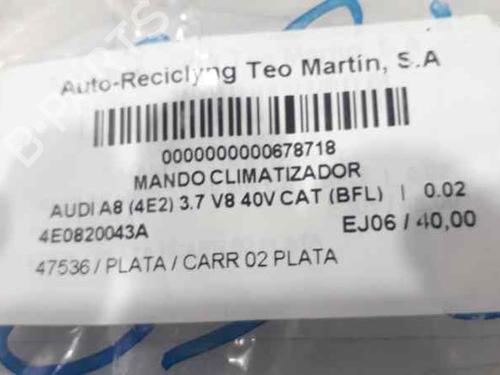 Auto-Reciclyng Teo Martín, S.A
0000000000678718
MANDO CLIMATIZADOR
AUDI A8 (4E2) 3.7 V8 40V CAT (BFL) | 0.02
4E0820043A EJ06 / 40,00
47536 / PLATA / CARR 02 PLATA
B-PARTS